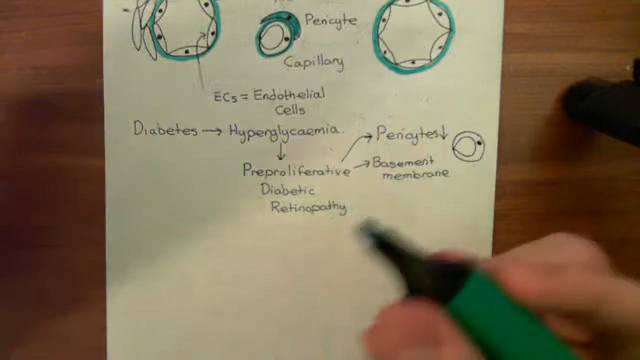 Pericyte
Capillary
ECs = Endothelial
Cells
Diabetes → Hyperglycaemia.
Pericytes↓
Preproliferative → Basement
membrane
Diabetic
Retinopathy